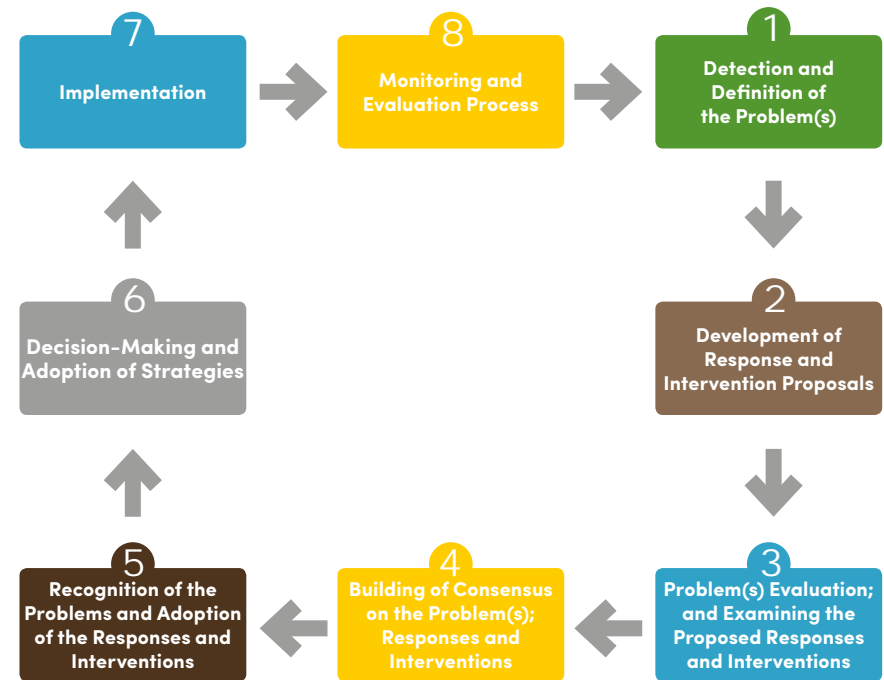 7
Implementation
8
Monitoring and
Evaluation Process
1
Detection and
Definition of
the Problem(s)
6
Decision-Making and
Adoption of Strategies
2
Development of
Response and
Intervention Proposals
5
Recognition of the
Problems and Adoption
of the Responses and
Interventions
4
Building of Consensus
on the Problem(s);
Responses and
Interventions
3
Problem(s) Evaluation;
and Examining the
Proposed Responses
and Interventions